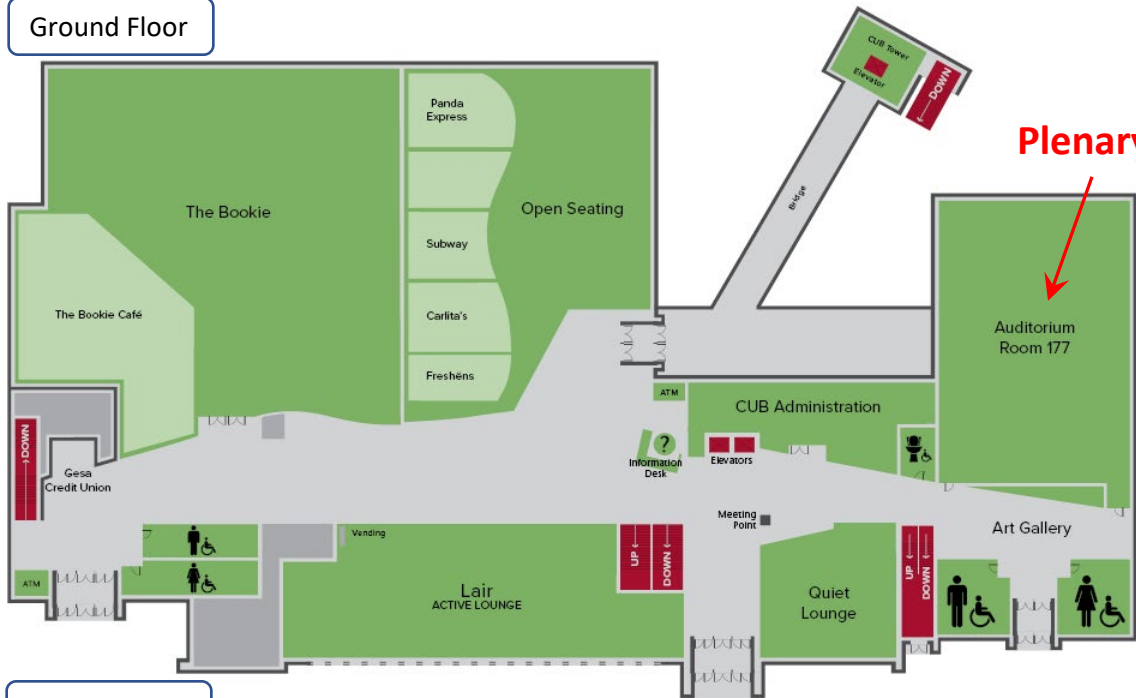 Ground Floor
CUB Tower
Elevator
← DOWN
Panda
Express
Plenary
The Bookie
Open Seating
Bridge
Subway
The Bookie Café
Carlita's
Auditorium
Room 177
Freshëns
ATM
CUB Administration
← DOWN
?
Information
Desk
Elevators
Gesa
Credit Union
Meeting
Point
Art Gallery
Vending
UP →
DOWN ←
UP →
DOWN ←
ATM
Lair
ACTIVE LOUNGE
Quiet
Lounge